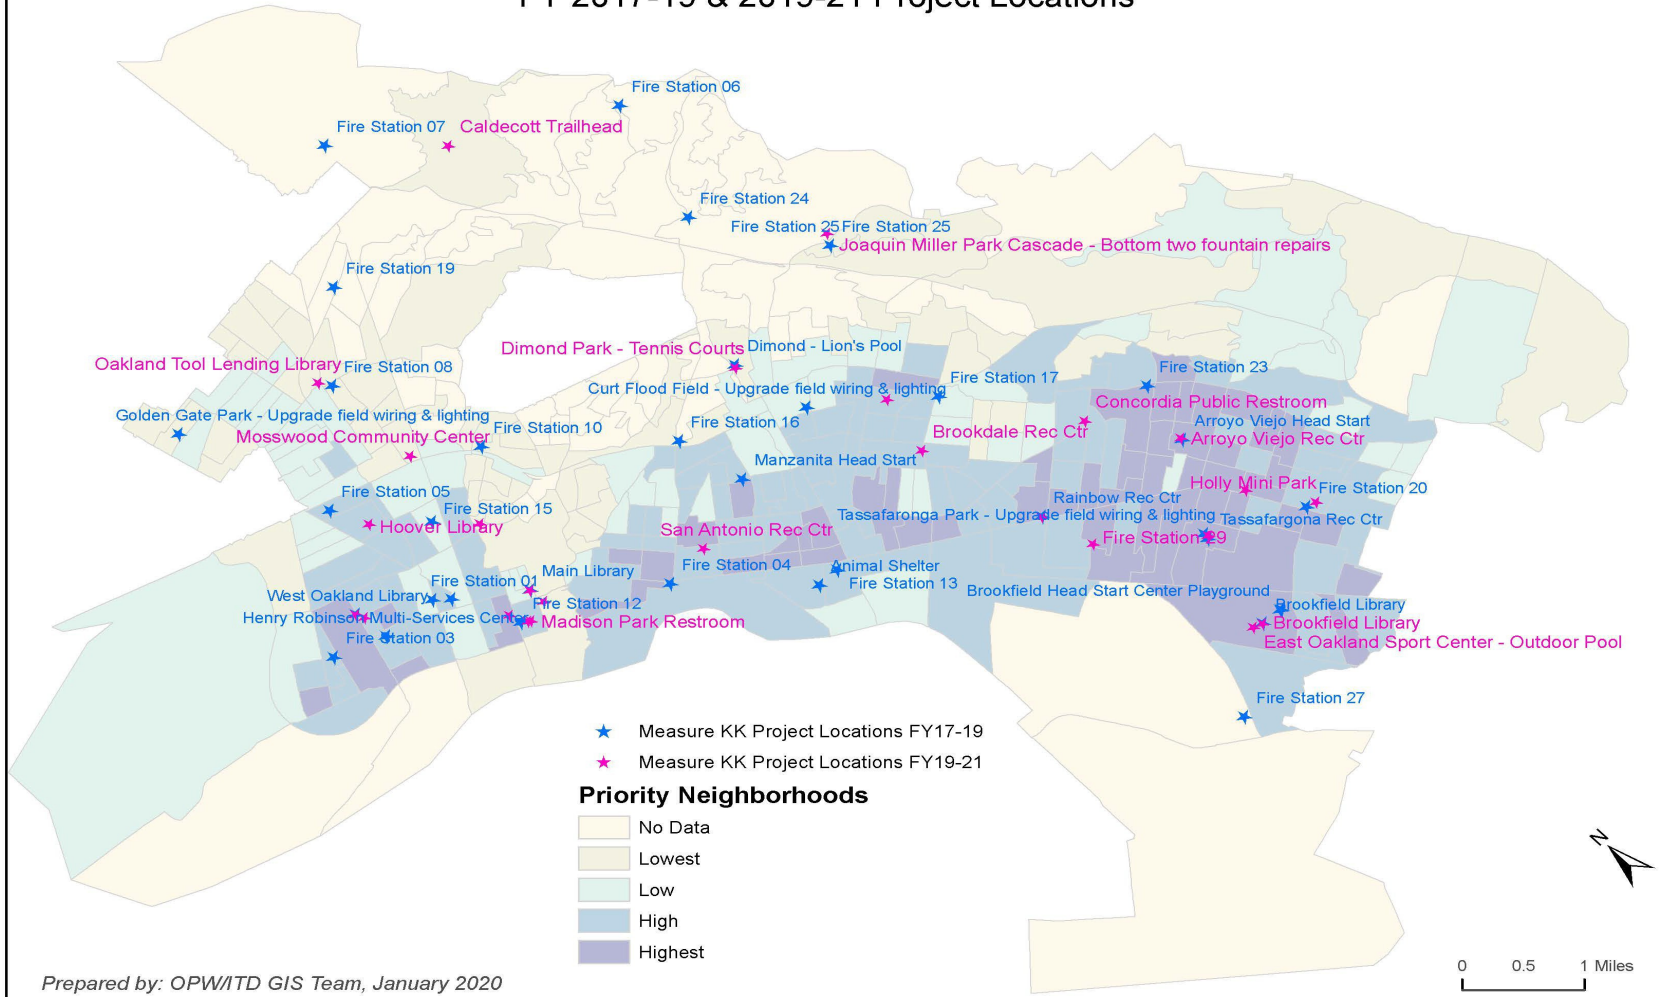 FY 2017-19 & 2019-21 Project Locations
Fire Station 06
Fire Station 07
Caldecott Trailhead
Fire Station 24
Fire Station 25
Fire Station 25
Joaquin Miller Park Cascade - Bottom two fountain repairs
Fire Station 19
Dimond Park - Tennis Courts
Dimond - Lion's Pool
Oakland Tool Lending Library
Fire Station 08
Fire Station 23
Curt Flood Field - Upgrade field wiring & lighting
Fire Station 17
Concordia Public Restroom
Golden Gate Park - Upgrade field wiring & lighting
Fire Station 16
Arroyo Viejo Head Start
Mosswood Community Center
Fire Station 10
Brookdale Rec Ctr
Arroyo Viejo Rec Ctr
Manzanita Head Start
Holly Mini Park
Fire Station 20
Fire Station 05
Rainbow Rec Ctr
Fire Station 15
Tassafaronga Park - Upgrade field wiring & lighting
Tassafargona Rec Ctr
Hoover Library
San Antonio Rec Ctr
Fire Station 29
Main Library
Fire Station 04
Animal Shelter
Fire Station 01
Fire Station 13
Brookfield Head Start Center Playground
West Oakland Library
Fire Station 12
Brookfield Library
Henry Robinson Multi-Services Center
Madison Park Restroom
Brookfield Library
Fire Station 03
East Oakland Sport Center - Outdoor Pool
Fire Station 27
Measure KK Project Locations FY17-19
Measure KK Project Locations FY19-21
Priority Neighborhoods
No Data
Lowest
Low
High
Highest
N
0 0.5 1 Miles
Prepared by: OPW/ITD GIS Team, January 2020